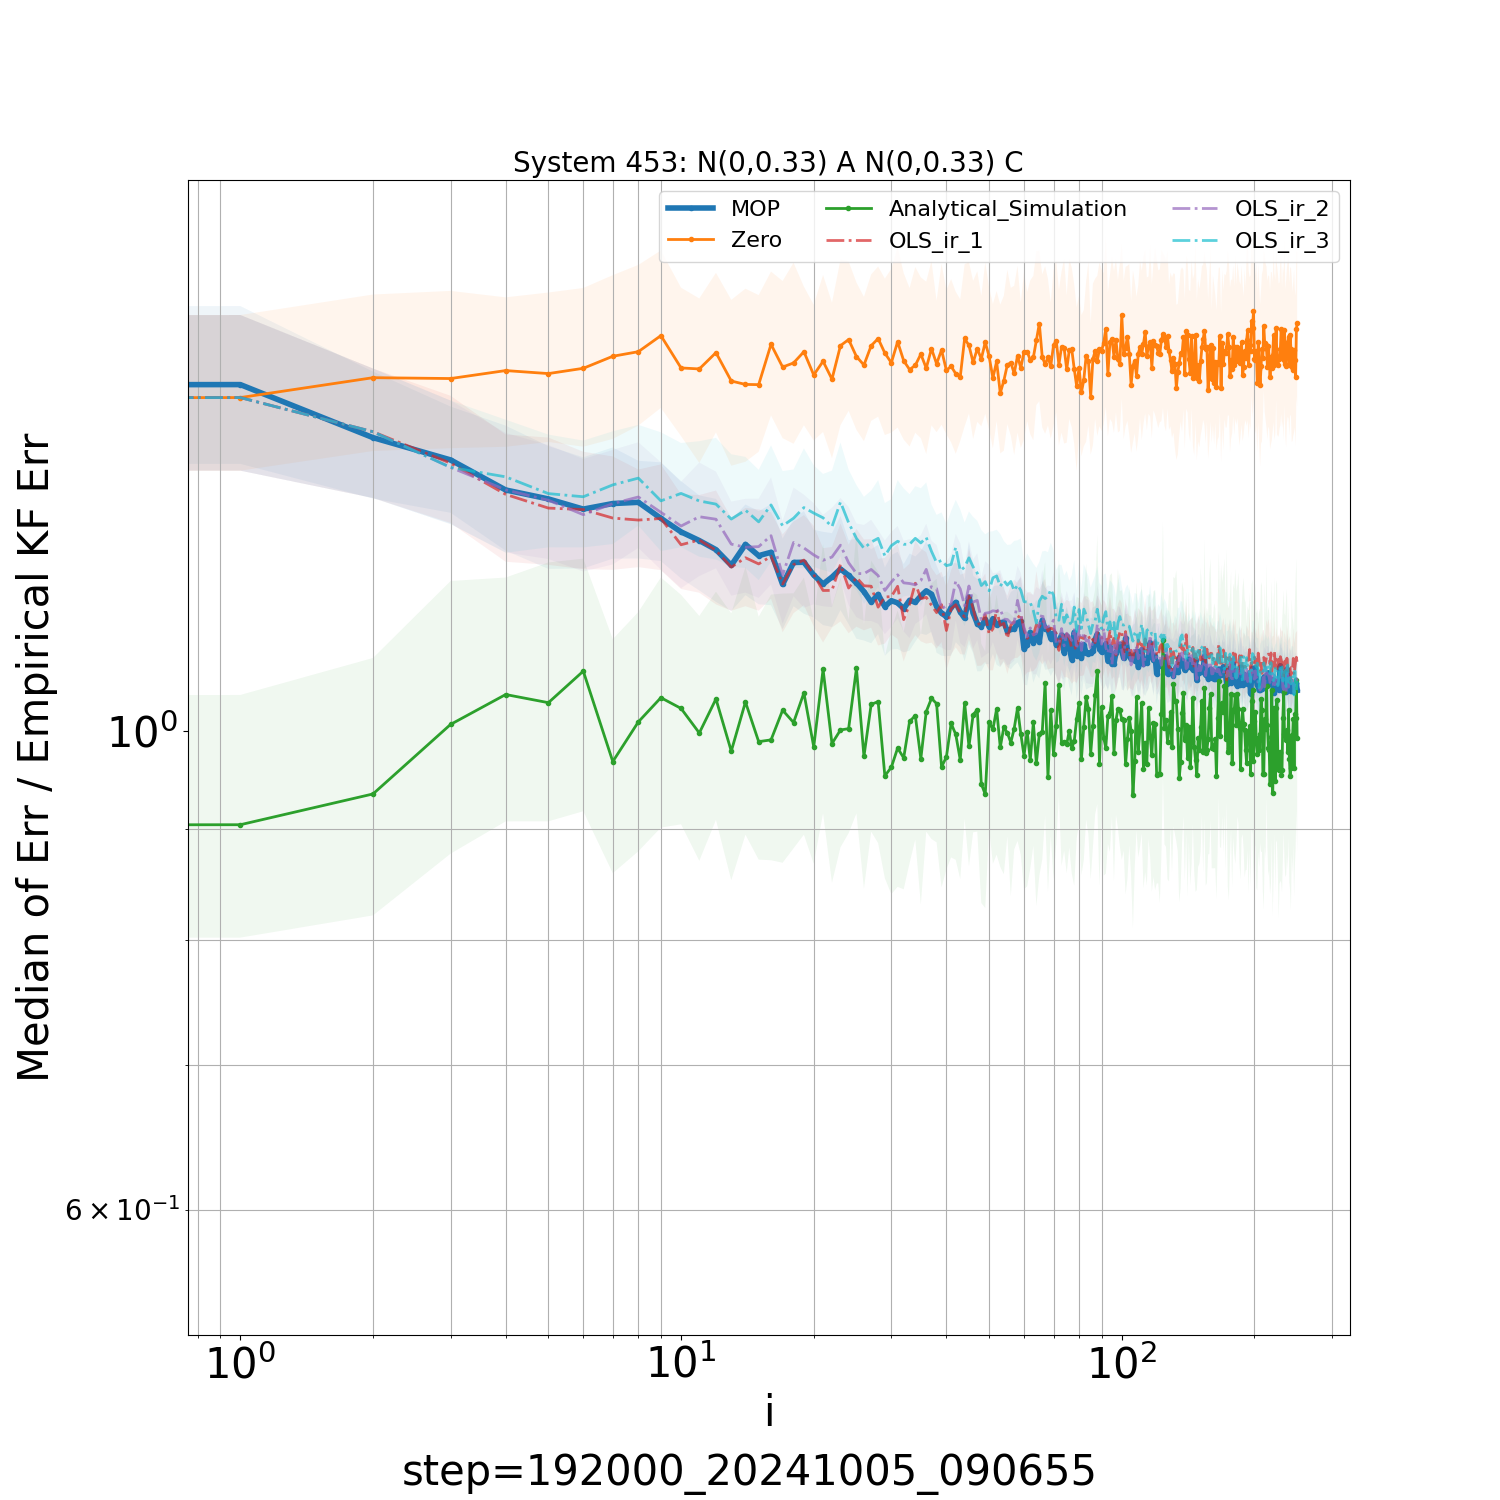 System 453: N(0,0.33) A N(0,0.33) C
MOP
Zero
Analytical_Simulation
OLS_ir_1
OLS_ir_2
OLS_ir_3
Median of Err / Empirical KF Err
10⁰
6 × 10⁻¹
10⁰ 10¹ 10²
i
step=192000_20241005_090655